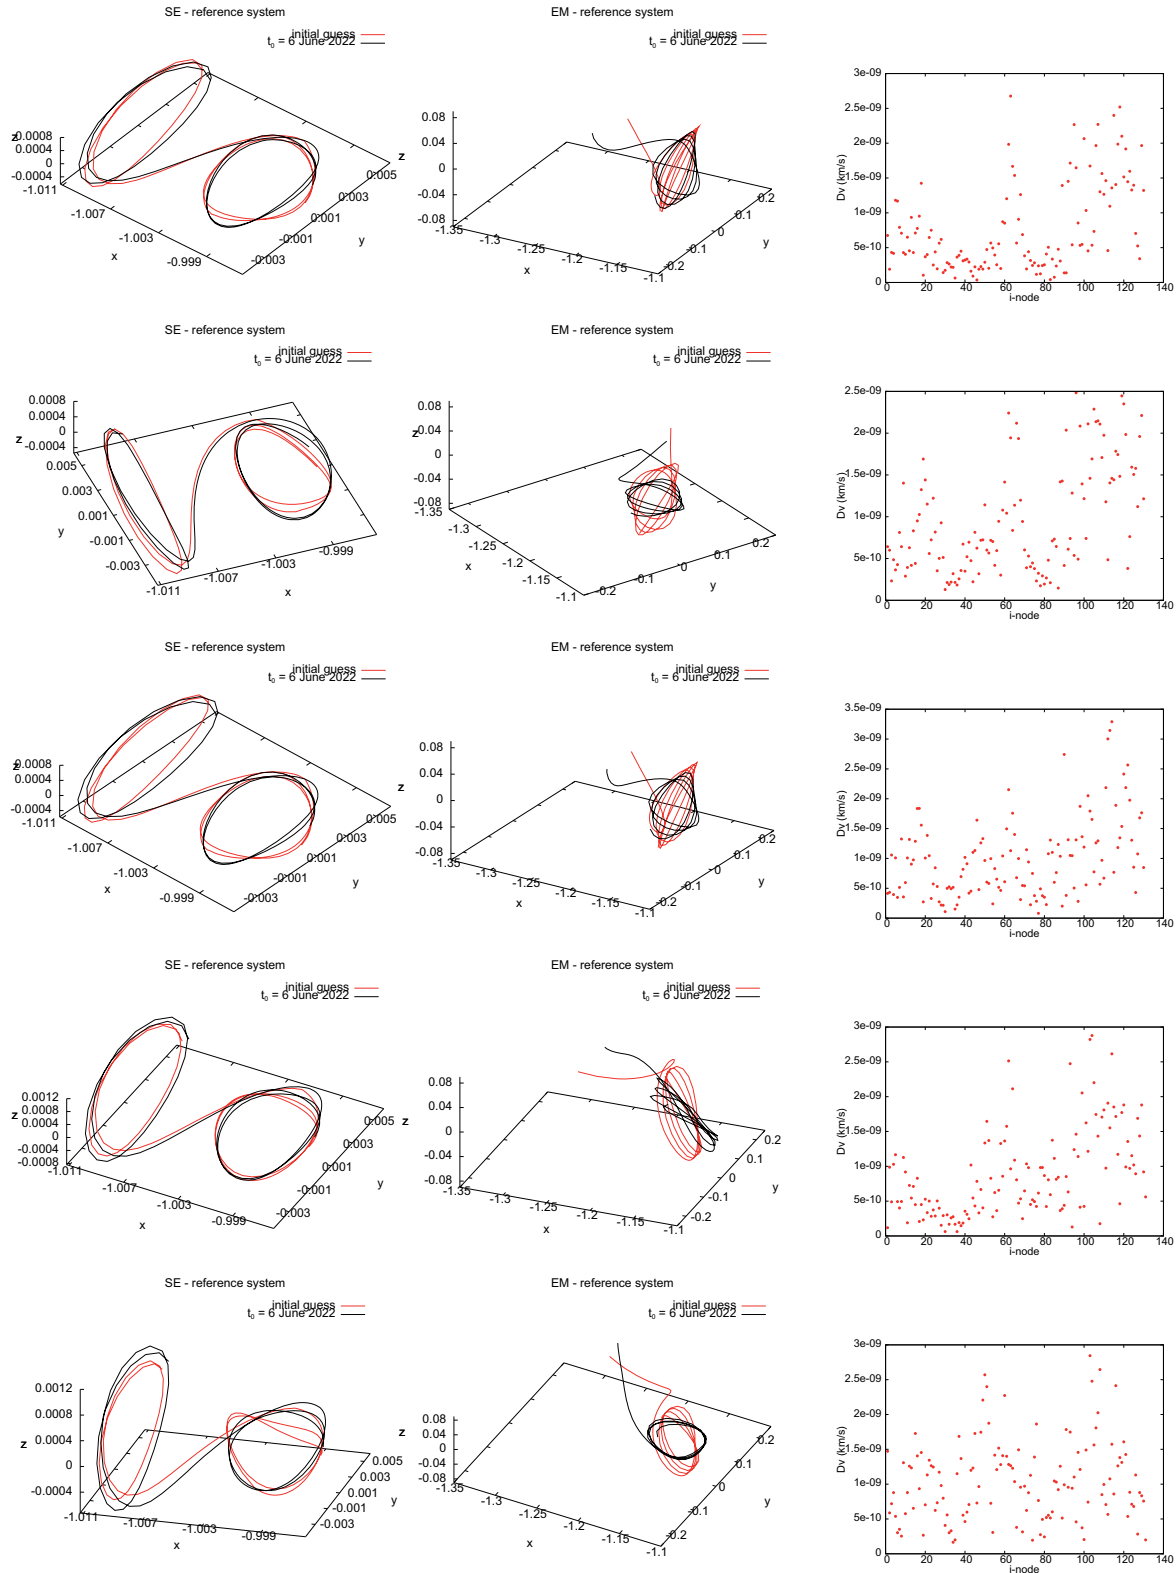 SE - reference system
initial guess
t₀ = 6 June 2022
z
0.0008
0.0004
0
-0.0004
-1.011
-1.007
-1.003
-0.999
x
-0.003
-0.001
0.001
0.003
0.005
y
EM - reference system
initial guess
t₀ = 6 June 2022
z
0.08
0.04
0
-0.04
-0.08
-1.35
-1.3
-1.25
-1.2
-1.15
-1.1
x
-0.2
-0.1
0
0.1
0.2
y
Dv (km/s)
3e-09
2.5e-09
2e-09
1.5e-09
1e-09
5e-10
0
0 20 40 60 80 100 120 140
i-node
SE - reference system
initial guess
t₀ = 6 June 2022
z
0.0008
0.0004
0
-0.0004
0.005
0.003
0.001
-0.001
-0.003
y
-1.011
-1.007
-1.003
-0.999
x
EM - reference system
initial guess
t₀ = 6 June 2022
z
0.08
0.04
0
-0.04
-0.08
-1.35
-1.3
-1.25
-1.2
-1.15
-1.1
x
-0.2
-0.1
0
0.1
0.2
y
Dv (km/s)
2.5e-09
2e-09
1.5e-09
1e-09
5e-10
0
0 20 40 60 80 100 120 140
i-node
SE - reference system
initial guess
t₀ = 6 June 2022
z
0.0008
0.0004
0
-0.0004
-1.011
-1.007
-1.003
-0.999
x
-0.003
-0.001
0.001
0.003
0.005
y
EM - reference system
initial guess
t₀ = 6 June 2022
z
0.08
0.04
0
-0.04
-0.08
-1.35
-1.3
-1.25
-1.2
-1.15
-1.1
x
-0.2
-0.1
0
0.1
0.2
y
Dv (km/s)
3.5e-09
3e-09
2.5e-09
2e-09
1.5e-09
1e-09
5e-10
0
0 20 40 60 80 100 120 140
i-node
SE - reference system
initial guess
t₀ = 6 June 2022
z
0.0012
0.0008
0.0004
0
-0.0004
-0.0008
-1.011
-1.007
-1.003
-0.999
x
-0.003
-0.001
0.001
0.003
0.005
y
EM - reference system
initial guess
t₀ = 6 June 2022
z
0.08
0.04
0
-0.04
-0.08
-1.35
-1.3
-1.25
-1.2
-1.15
-1.1
x
-0.2
-0.1
0
0.1
0.2
y
Dv (km/s)
3e-09
2.5e-09
2e-09
1.5e-09
1e-09
5e-10
0
0 20 40 60 80 100 120 140
i-node
SE - reference system
initial guess
t₀ = 6 June 2022
z
0.0012
0.0008
0.0004
0
-0.0004
-1.011
-1.007
-1.003
-0.999
x
-0.003
-0.001
0.001
0.003
0.005
y
EM - reference system
initial guess
t₀ = 6 June 2022
z
0.08
0.04
0
-0.04
-0.08
-1.35
-1.3
-1.25
-1.2
-1.15
-1.1
x
-0.2
-0.1
0
0.1
0.2
y
Dv (km/s)
3e-09
2.5e-09
2e-09
1.5e-09
1e-09
5e-10
0
0 20 40 60 80 100 120 140
i-node